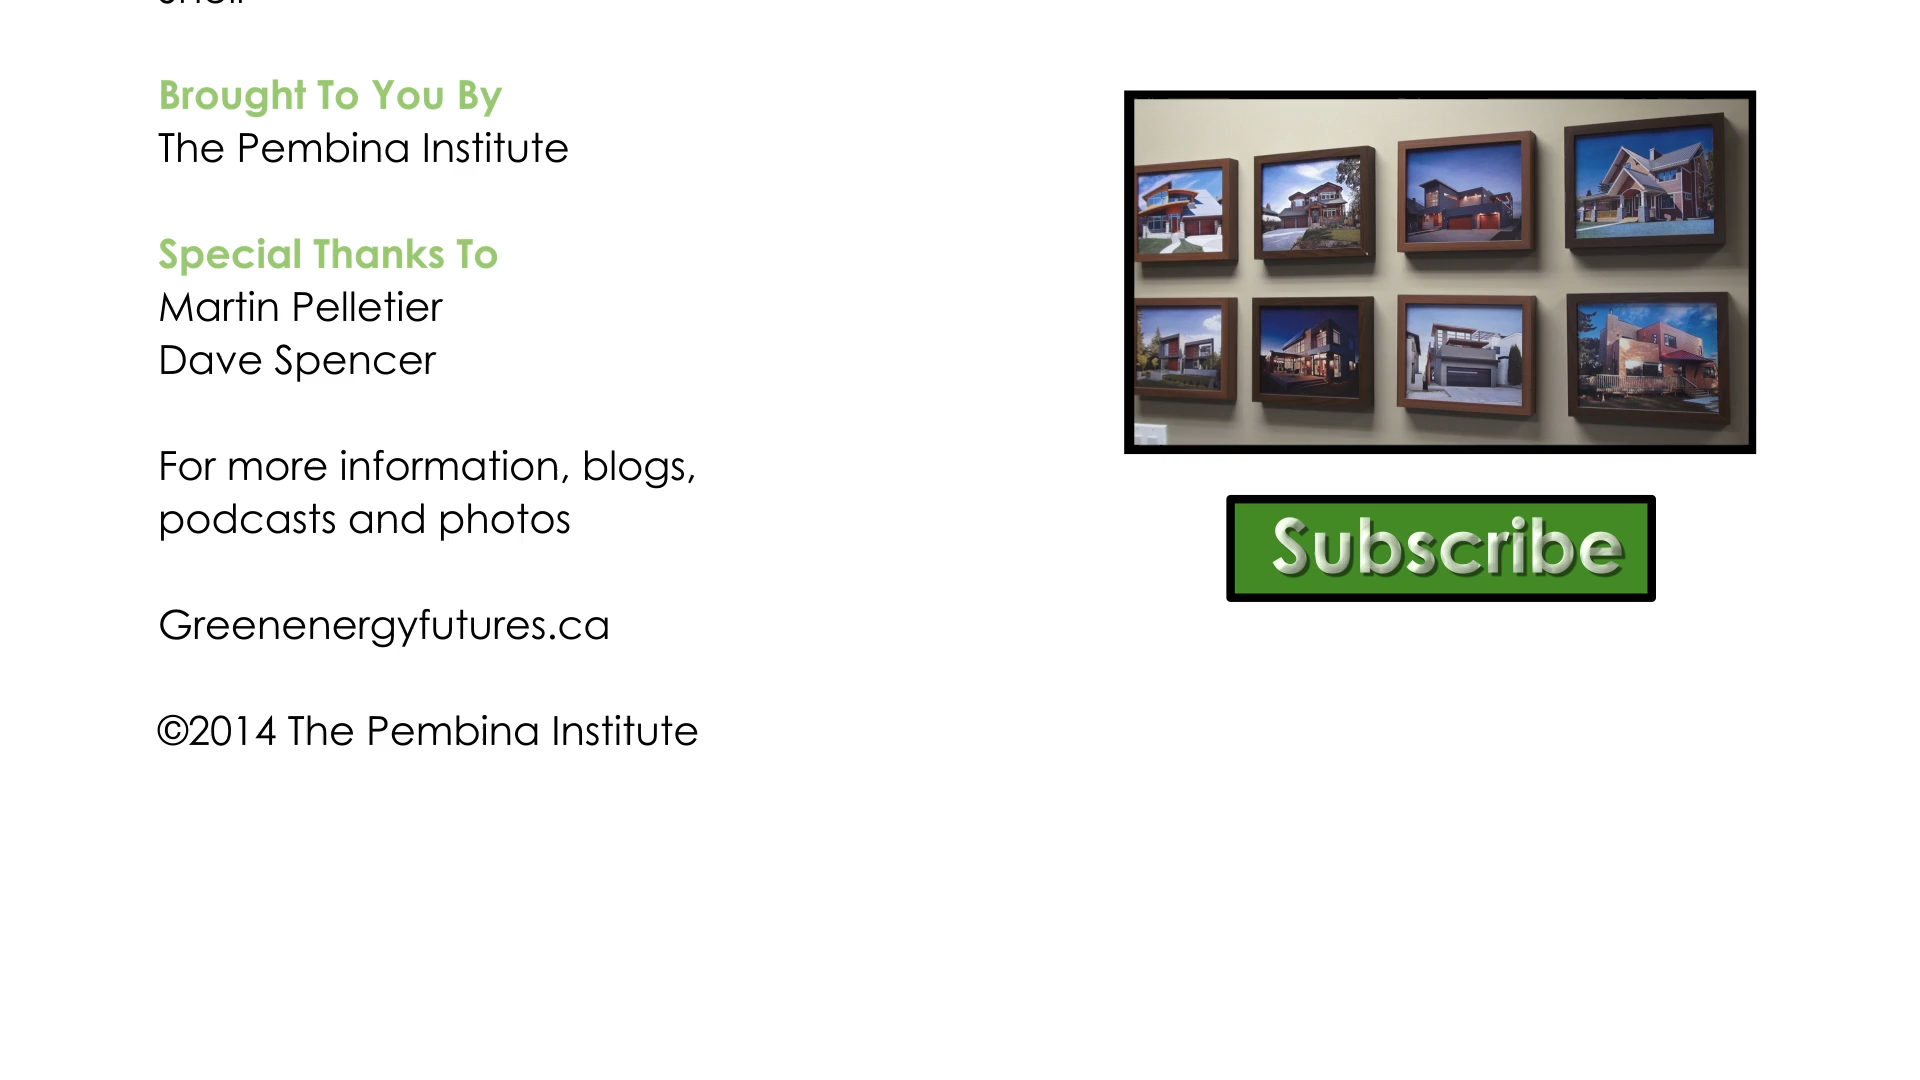 Brought To You By
The Pembina Institute
Special Thanks To
Martin Pelletier
Dave Spencer
For more information, blogs,
podcasts and photos
Greenenergyfutures.ca
©2014 The Pembina Institute
Subscribe